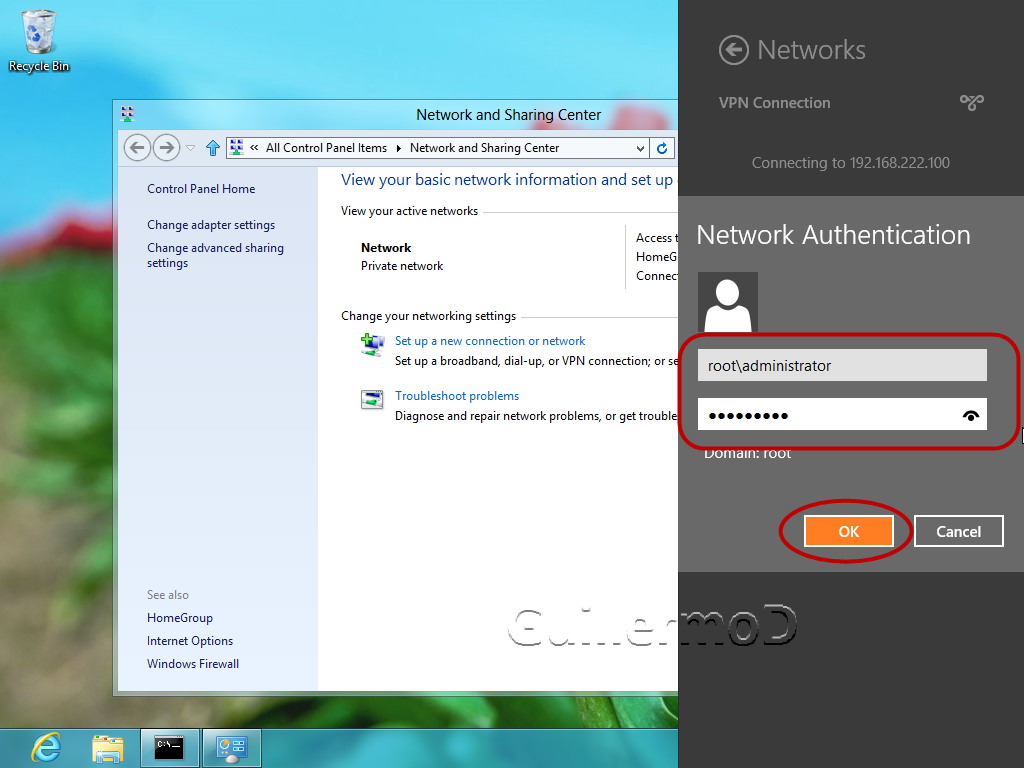 Recycle Bin
Network and Sharing Center
« All Control Panel Items Network and Sharing Center
Control Panel Home
Change adapter settings
Change advanced sharing
settings
See also
HomeGroup
Internet Options
Windows Firewall
View your basic network information and set up
View your active networks
Network
Private network
Access t
HomeG
Connec
Change your networking settings
Set up a new connection or network
Set up a broadband, dial-up, or VPN connection; or se
Troubleshoot problems
Diagnose and repair network problems, or get trouble
Networks
VPN Connection
Connecting to 192.168.222.100
Network Authentication
root\administrator
●●●●●●●●●
Domain: root
OK Cancel
GuillermoD
C:\_